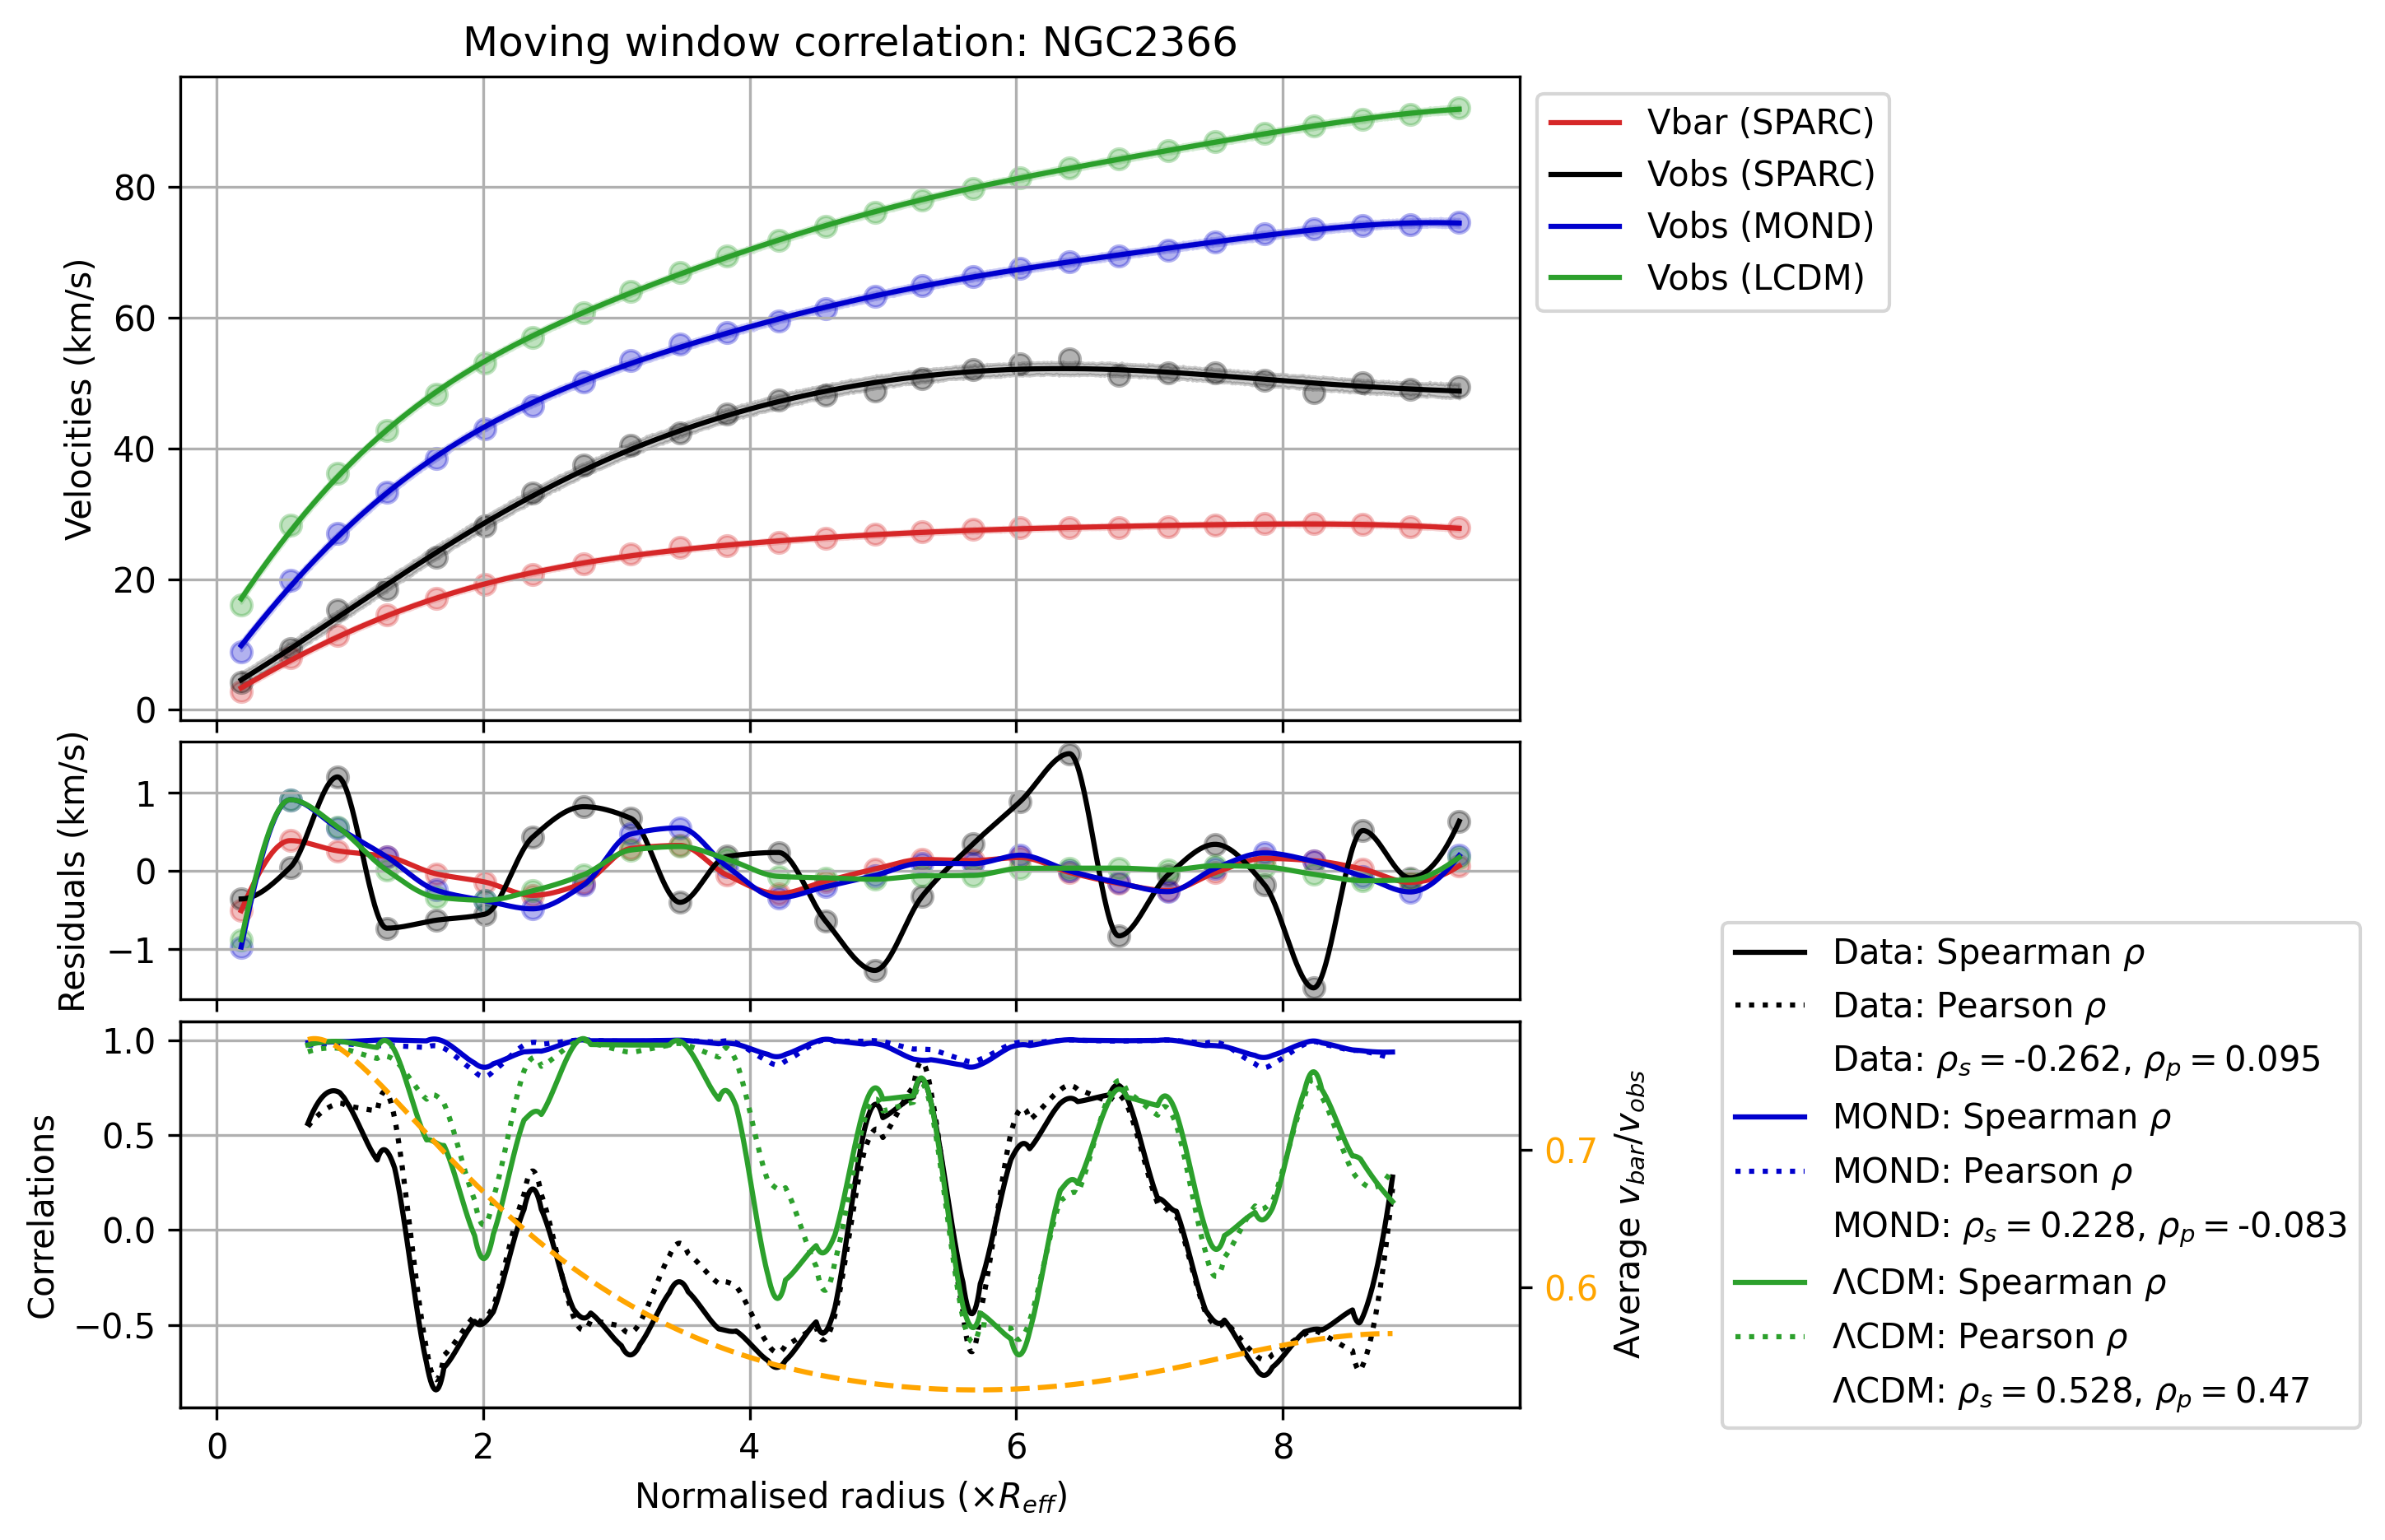 Moving window correlation: NGC2366
Velocities (km/s)
80
60
40
20
0
Vbar (SPARC)
Vobs (SPARC)
Vobs (MOND)
Vobs (LCDM)
Residuals (km/s)
1
0
−1
Correlations
1.0
0.5
0.0
−0.5
0.7
0.6
Average v_bar/v_obs
0 2 4 6 8
Normalised radius (×R_eff)
Data: Spearman ρ
Data: Pearson ρ
Data: ρ_s = -0.262, ρ_p = 0.095
MOND: Spearman ρ
MOND: Pearson ρ
MOND: ρ_s = 0.228, ρ_p = -0.083
ΛCDM: Spearman ρ
ΛCDM: Pearson ρ
ΛCDM: ρ_s = 0.528, ρ_p = 0.47